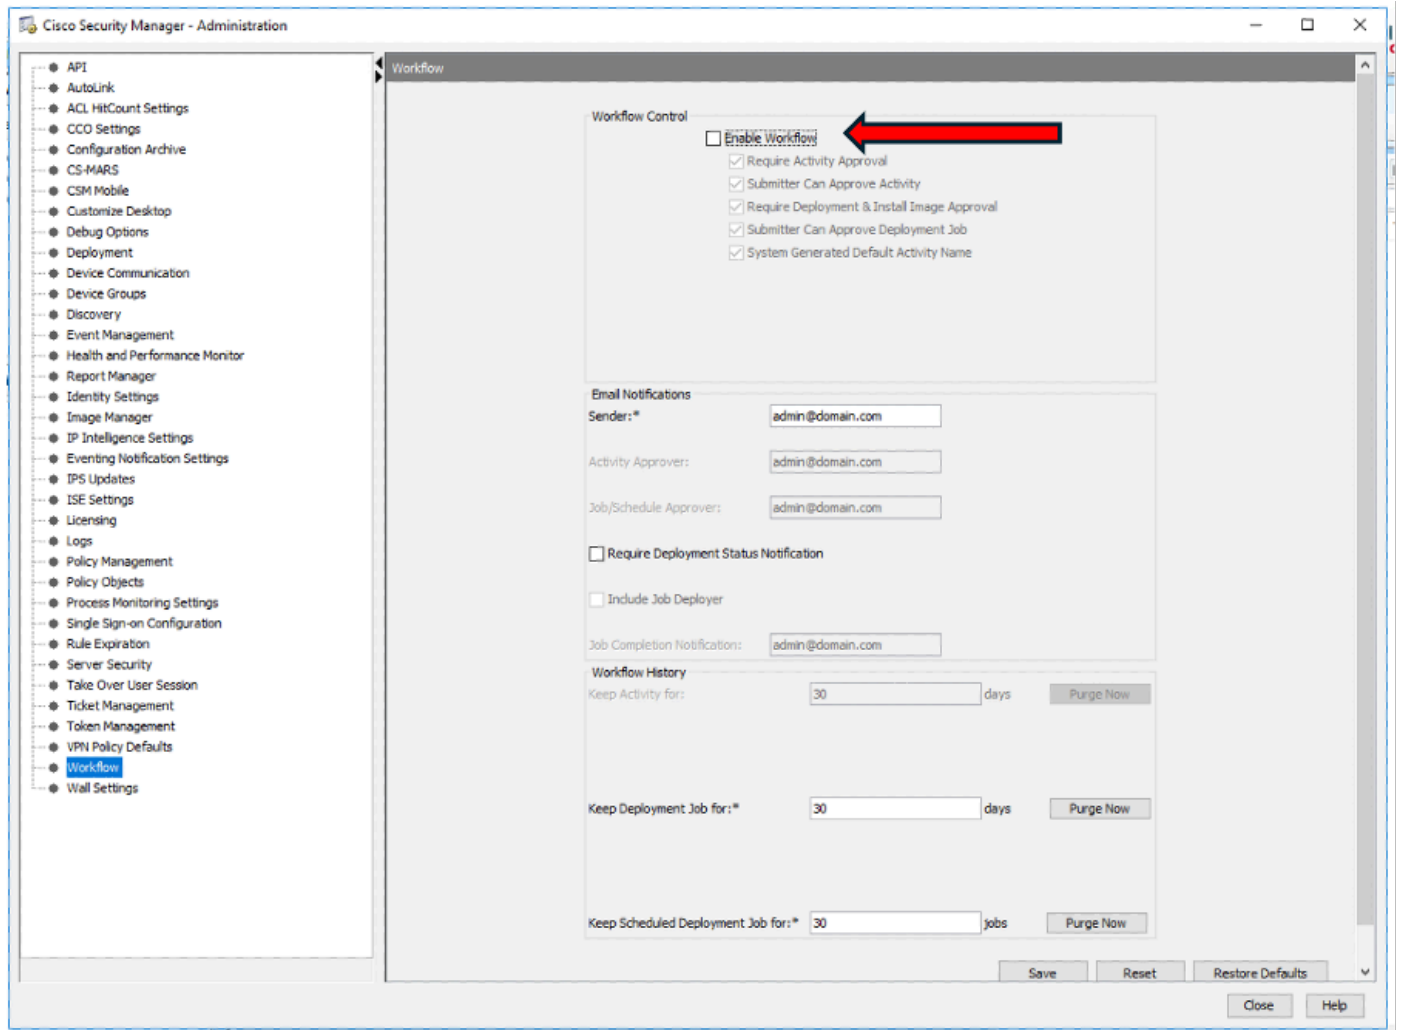 Cisco Security Manager - Administration
API
AutoLink
ACL HitCount Settings
CCO Settings
Configuration Archive
CS-MARS
CSM Mobile
Customize Desktop
Debug Options
Deployment
Device Communication
Device Groups
Discovery
Event Management
Health and Performance Monitor
Report Manager
Identity Settings
Image Manager
IP Intelligence Settings
Eventing Notification Settings
IPS Updates
ISE Settings
Licensing
Logs
Policy Management
Policy Objects
Process Monitoring Settings
Single Sign-on Configuration
Rule Expiration
Server Security
Take Over User Session
Ticket Management
Token Management
VPN Policy Defaults
Workflow
Wall Settings
Workflow
Workflow Control
Enable Workflow
Require Activity Approval
Submitter Can Approve Activity
Require Deployment & Install Image Approval
Submitter Can Approve Deployment Job
System Generated Default Activity Name
Email Notifications
Sender:* admin@domain.com
Activity Approver: admin@domain.com
Job/Schedule Approver: admin@domain.com
Require Deployment Status Notification
Include Job Deployer
Job Completion Notification: admin@domain.com
Workflow History
Keep Activity for: 30 days Purge Now
Keep Deployment Job for:* 30 days Purge Now
Keep Scheduled Deployment Job for:* 30 jobs Purge Now
Save Reset Restore Defaults
Close Help